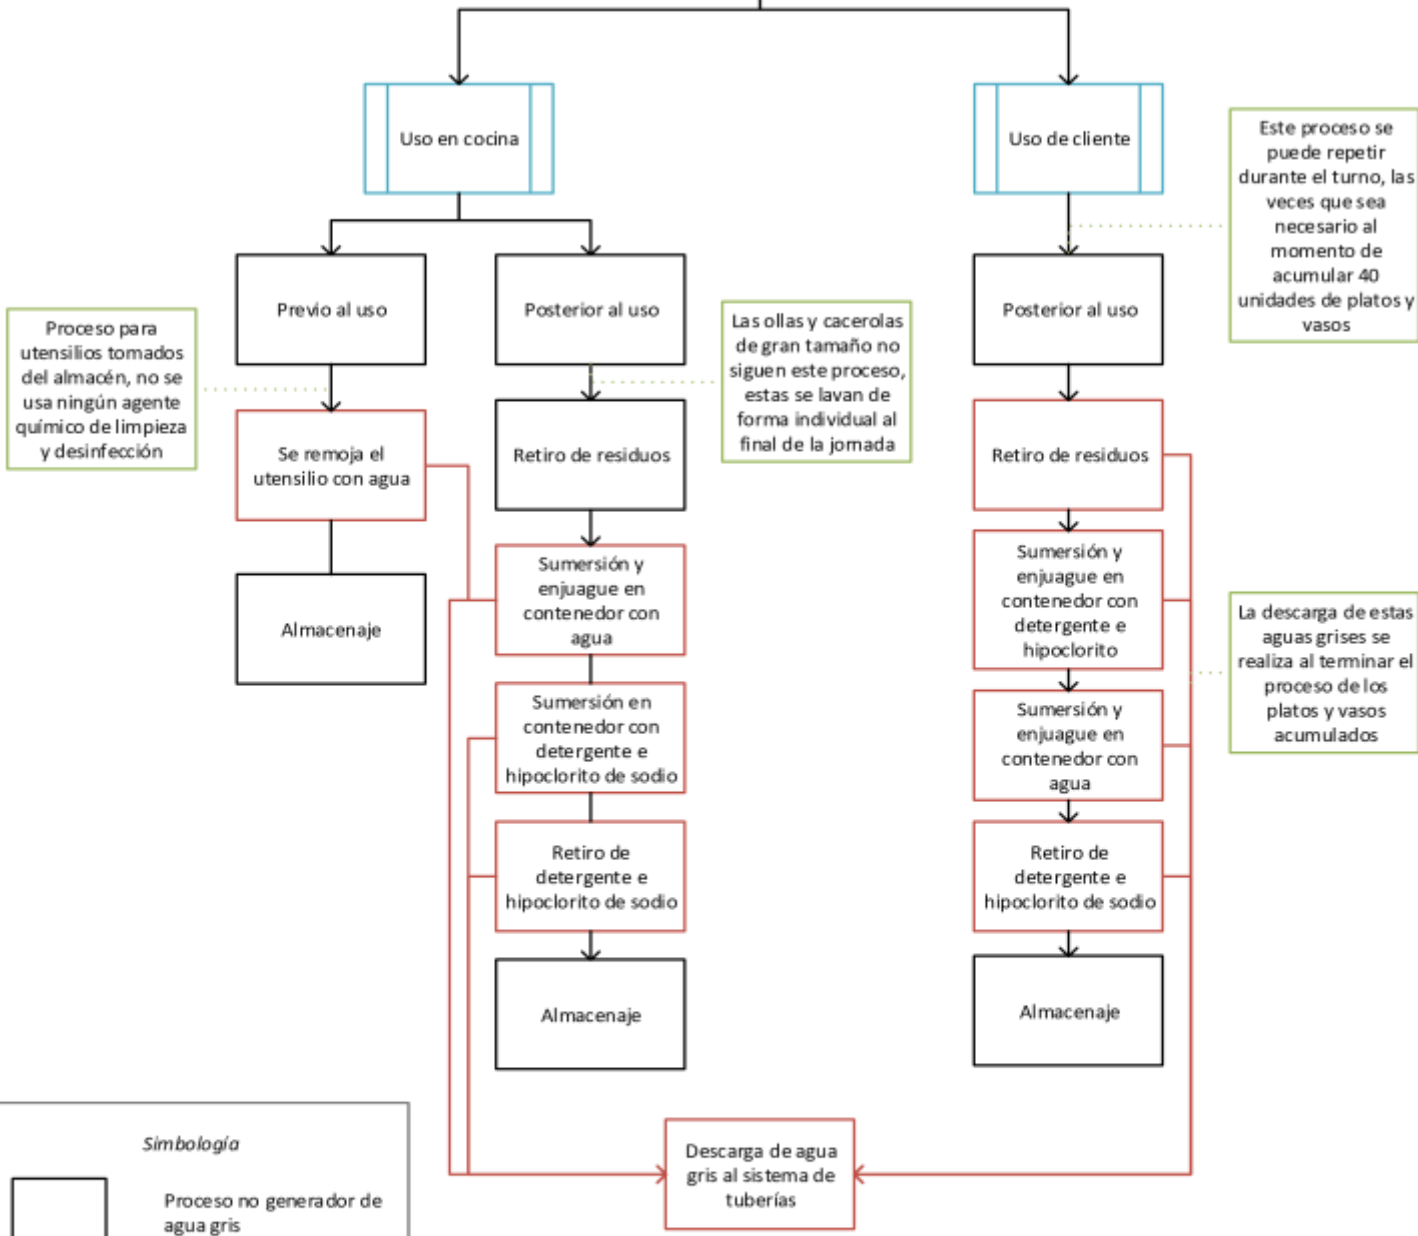 Uso en cocina
Uso de cliente
Este proceso se
puede repetir
durante el turno, las
veces que sea
necesario al
momento de
acumular 40
unidades de platos y
vasos
Previo al uso
Posterior al uso
Posterior al uso
Proceso para
utensilios tomados
del almacén, no se
usa ningún agente
químico de limpieza
y desinfección
Las ollas y cacerolas
de gran tamaño no
siguen este proceso,
estas se lavan de
forma individual al
final de la jornada
Se remoja el
utensilio con agua
Retiro de residuos
Retiro de residuos
Sumersión y
enjuague en
contenedor con
agua
Sumersión y
enjuague en
contenedor con
detergente e
hipoclorito
Almacenaje
La descarga de estas
aguas grises se
realiza al terminar el
proceso de los
platos y vasos
acumulados
Sumersión en
contenedor con
detergente e
hipoclorito de sodio
Sumersión y
enjuague en
contenedor con
agua
Retiro de
detergente e
hipoclorito de sodio
Retiro de
detergente e
hipoclorito de sodio
Almacenaje
Almacenaje
Descarga de agua
gris al sistema de
tuberías
Simbología
Proceso no generador de
agua gris